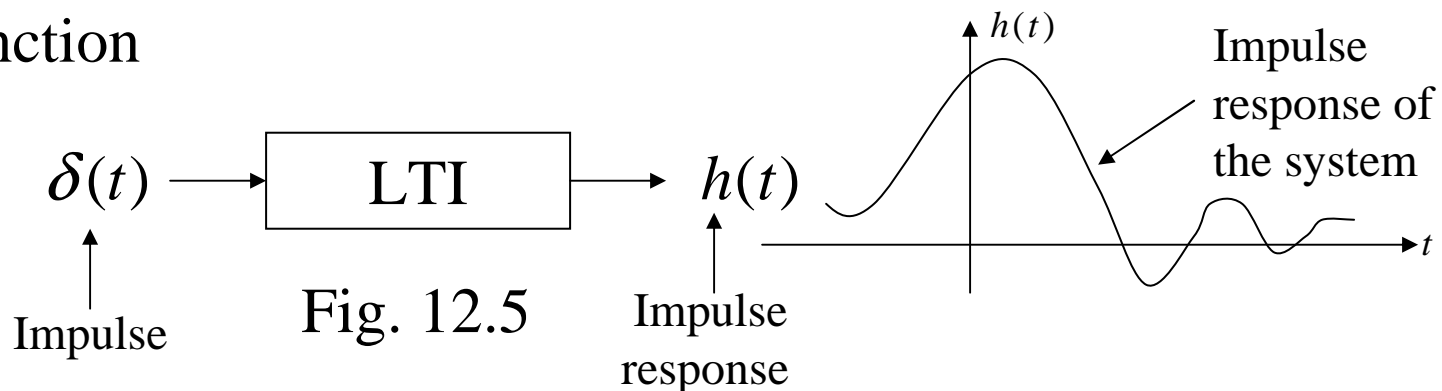 nction
δ(t)
LTI
h(t)
Impulse
Fig. 12.5
Impulse
response
h(t)
Impulse
response of
the system
t